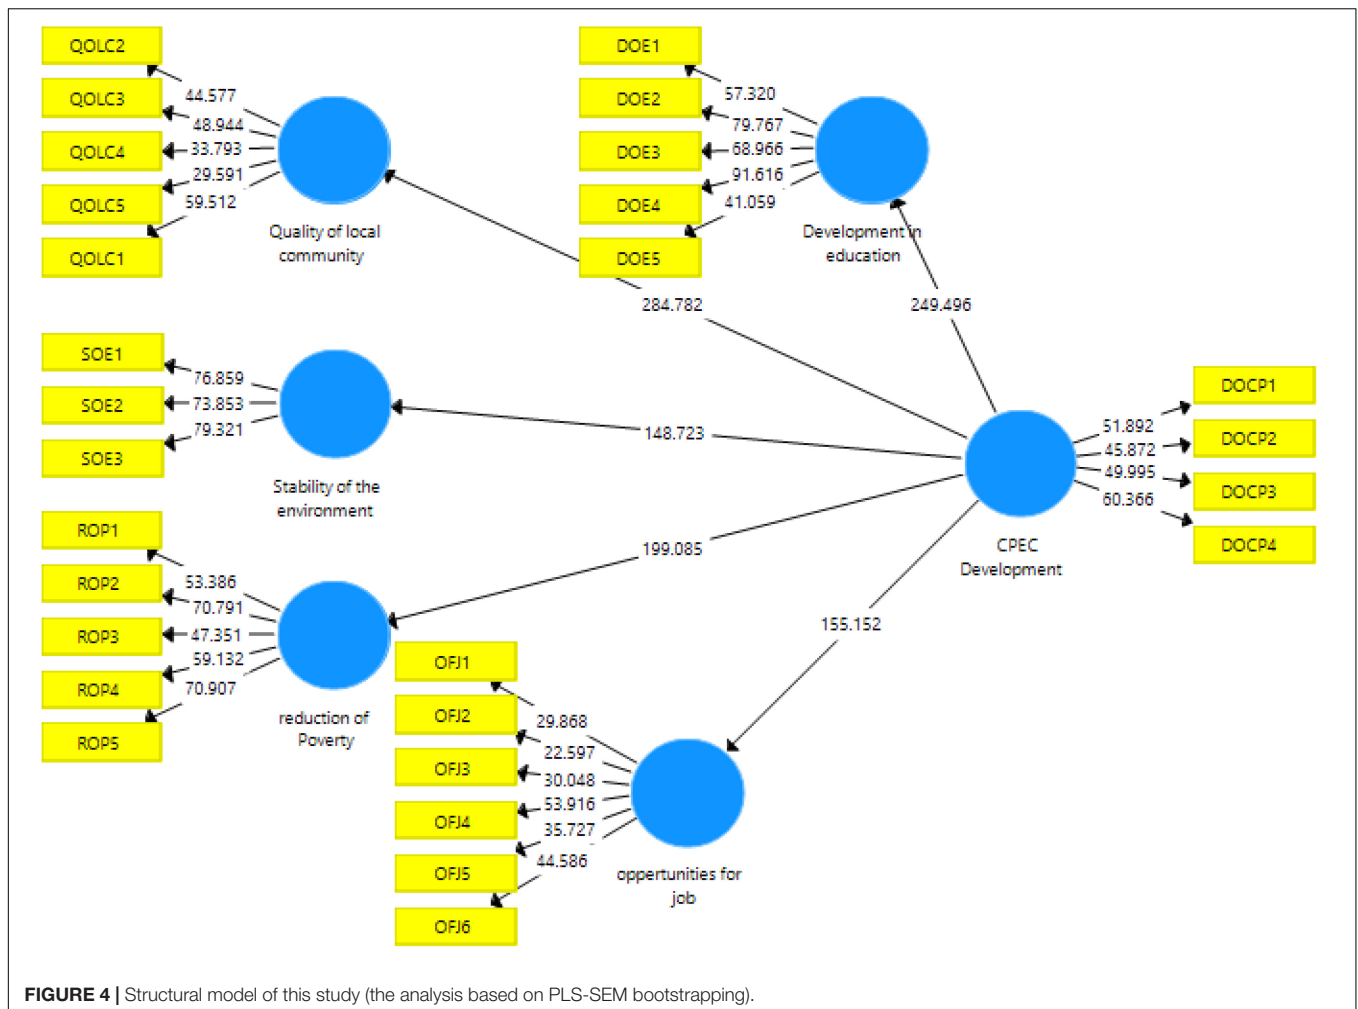 QOLC2
QOLC3
QOLC4
QOLC5
QOLC1
44.577
48.944
33.793
29.591
59.512
Quality of local
community
DOE1
DOE2
DOE3
DOE4
DOE5
57.320
79.767
68.966
91.616
41.059
Development in
education
284.782
249.496
SOE1
SOE2
SOE3
76.859
73.853
79.321
Stability of the
environment
148.723
DOCP1
DOCP2
DOCP3
DOCP4
51.892
45.872
49.995
60.366
CPEC
Development
ROP1
ROP2
ROP3
ROP4
ROP5
53.386
70.791
47.351
59.132
70.907
reduction of
Poverty
199.085
155.152
OFJ1
OFJ2
OFJ3
OFJ4
OFJ5
OFJ6
29.868
22.597
30.048
53.916
35.727
44.586
oppertunities for
job
FIGURE 4 | Structural model of this study (the analysis based on PLS-SEM bootstrapping).